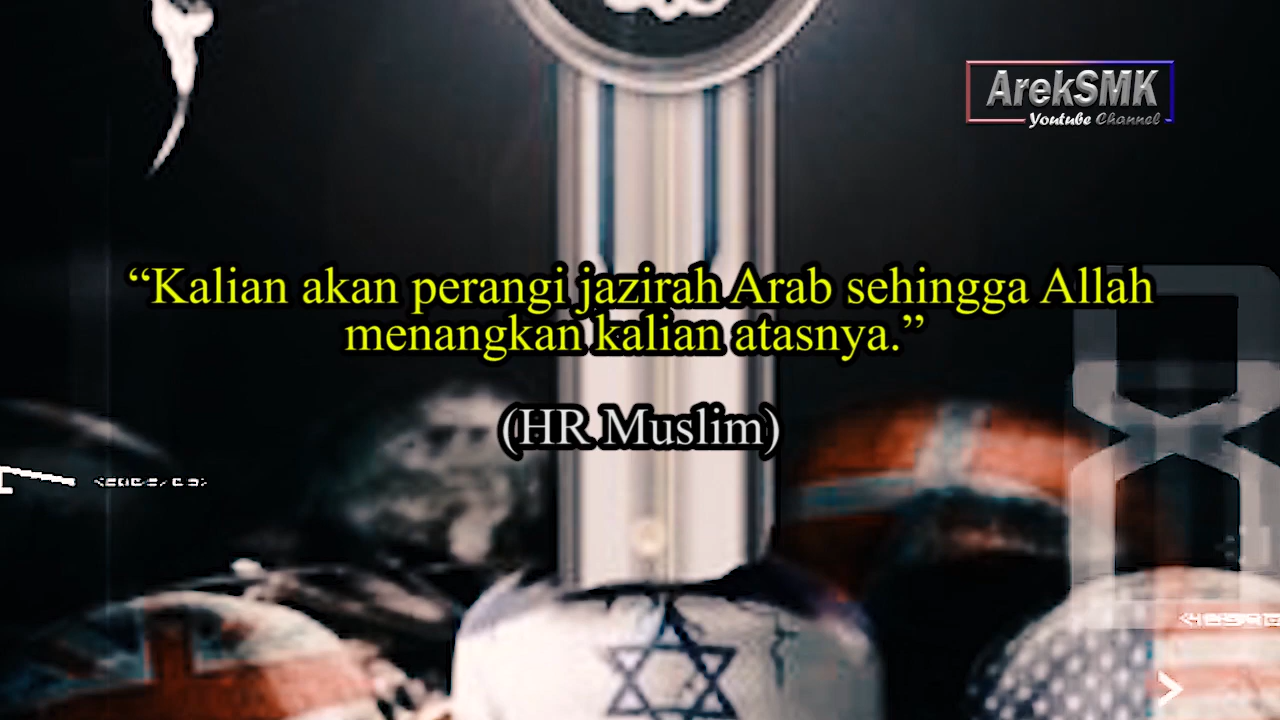 ArekSMK
Youtube Channel
“Kalian akan perangi jazirah Arab sehingga Allah
menangkan kalian atasnya.”
(HR Muslim)